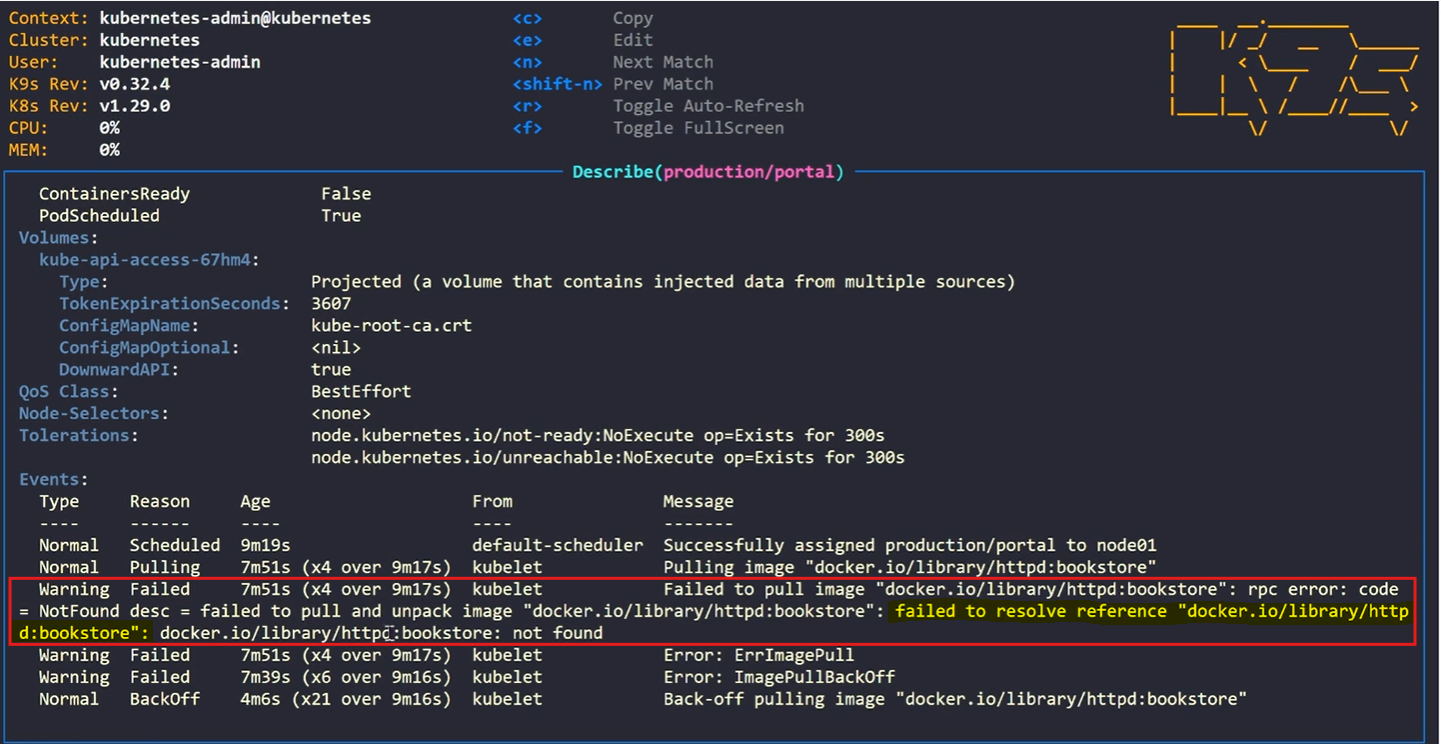 Context: kubernetes-admin@kubernetes <c> Copy
Cluster: kubernetes <e> Edit
User: kubernetes-admin <n> Next Match
K9s Rev: v0.32.4 <shift-n> Prev Match
K8s Rev: v1.29.0 <r> Toggle Auto-Refresh
CPU: 0% <f> Toggle FullScreen
MEM: 0%
K9s
Describe(production/portal)
ContainersReady False
PodScheduled True
Volumes:
kube-api-access-67hm4:
Type: Projected (a volume that contains injected data from multiple sources)
TokenExpirationSeconds: 3607
ConfigMapName: kube-root-ca.crt
ConfigMapOptional: <nil>
DownwardAPI: true
QoS Class: BestEffort
Node-Selectors: <none>
Tolerations: node.kubernetes.io/not-ready:NoExecute op=Exists for 300s
node.kubernetes.io/unreachable:NoExecute op=Exists for 300s
Events:
Type Reason Age From Message
---- ------ ---- ---- -------
Normal Scheduled 9m19s default-scheduler Successfully assigned production/portal to node01
Normal Pulling 7m51s (x4 over 9m17s) kubelet Pulling image "docker.io/library/httpd:bookstore"
Warning Failed 7m51s (x4 over 9m17s) kubelet Failed to pull image "docker.io/library/httpd:bookstore": rpc error: code
= NotFound desc = failed to pull and unpack image "docker.io/library/httpd:bookstore": failed to resolve reference "docker.io/library/http
d:bookstore": docker.io/library/httpd:bookstore: not found
Warning Failed 7m51s (x4 over 9m17s) kubelet Error: ErrImagePull
Warning Failed 7m39s (x6 over 9m16s) kubelet Error: ImagePullBackOff
Normal BackOff 4m6s (x21 over 9m16s) kubelet Back-off pulling image "docker.io/library/httpd:bookstore"